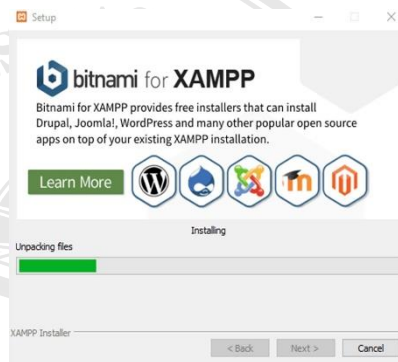 Setup
bitnami for XAMPP
Bitnami for XAMPP provides free installers that can install
Drupal, Joomla!, WordPress and many other popular open source
apps on top of your existing XAMPP installation.
Learn More
Installing
Unpacking files
XAMPP Installer
< Back Next > Cancel